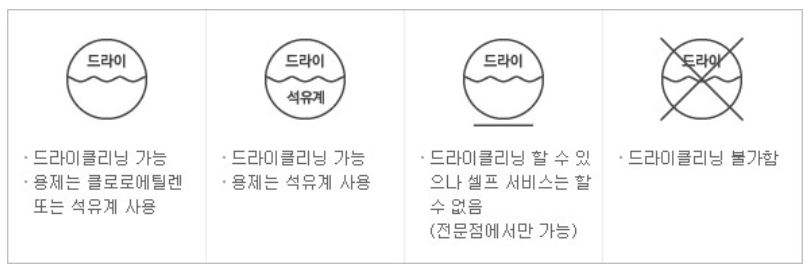 드라이
· 드라이클리닝 가능
· 용제는 클로로에틸렌
또는 석유계 사용
드라이
석유계
· 드라이클리닝 가능
· 용제는 석유계 사용
드라이
· 드라이클리닝 할 수 있
으나 셀프 서비스는 할
수 없음
(전문점에서만 가능)
드라이
· 드라이클리닝 불가함